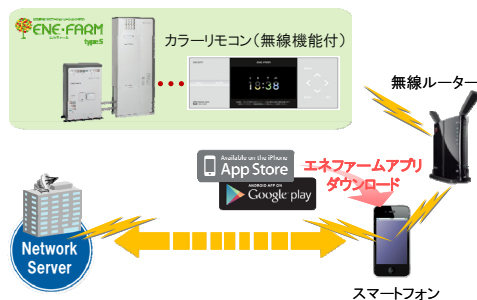 ENE・FARM
type:S
カラーリモコン(無線機能付)
18:38
無線ルーター
Available on the iPhone
App Store
ANDROID APP ON
Google play
エネファームアプリ
ダウンロード
Network
Server
スマートフォン